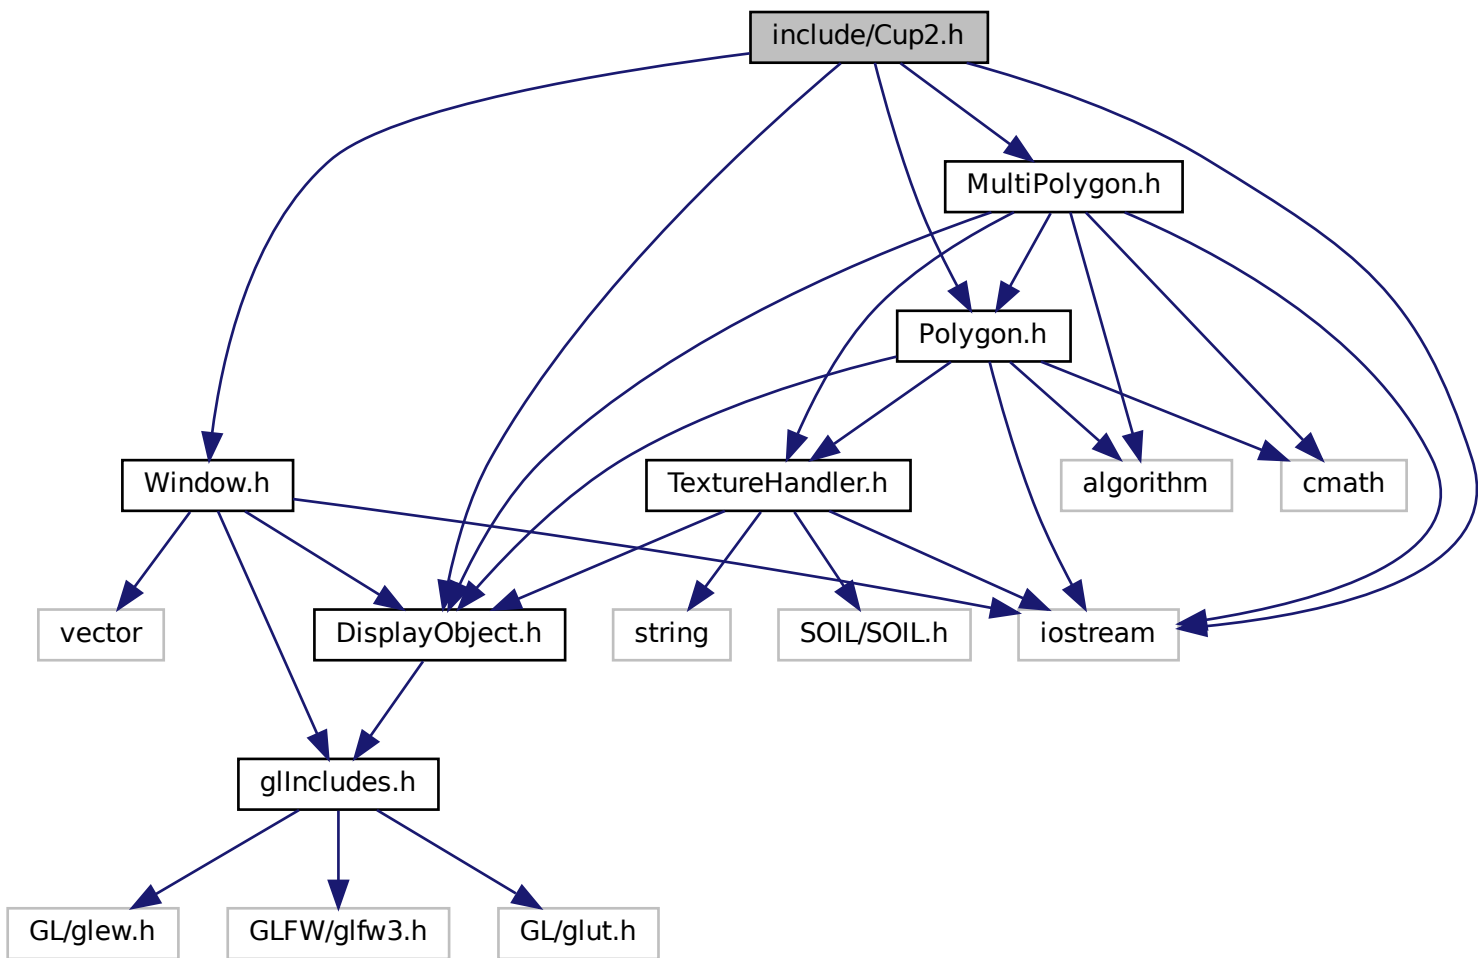 include/Cup2.h
MultiPolygon.h
Polygon.h
Window.h
TextureHandler.h
algorithm
cmath
vector
DisplayObject.h
string
SOIL/SOIL.h
iostream
glIncludes.h
GL/glew.h
GLFW/glfw3.h
GL/glut.h